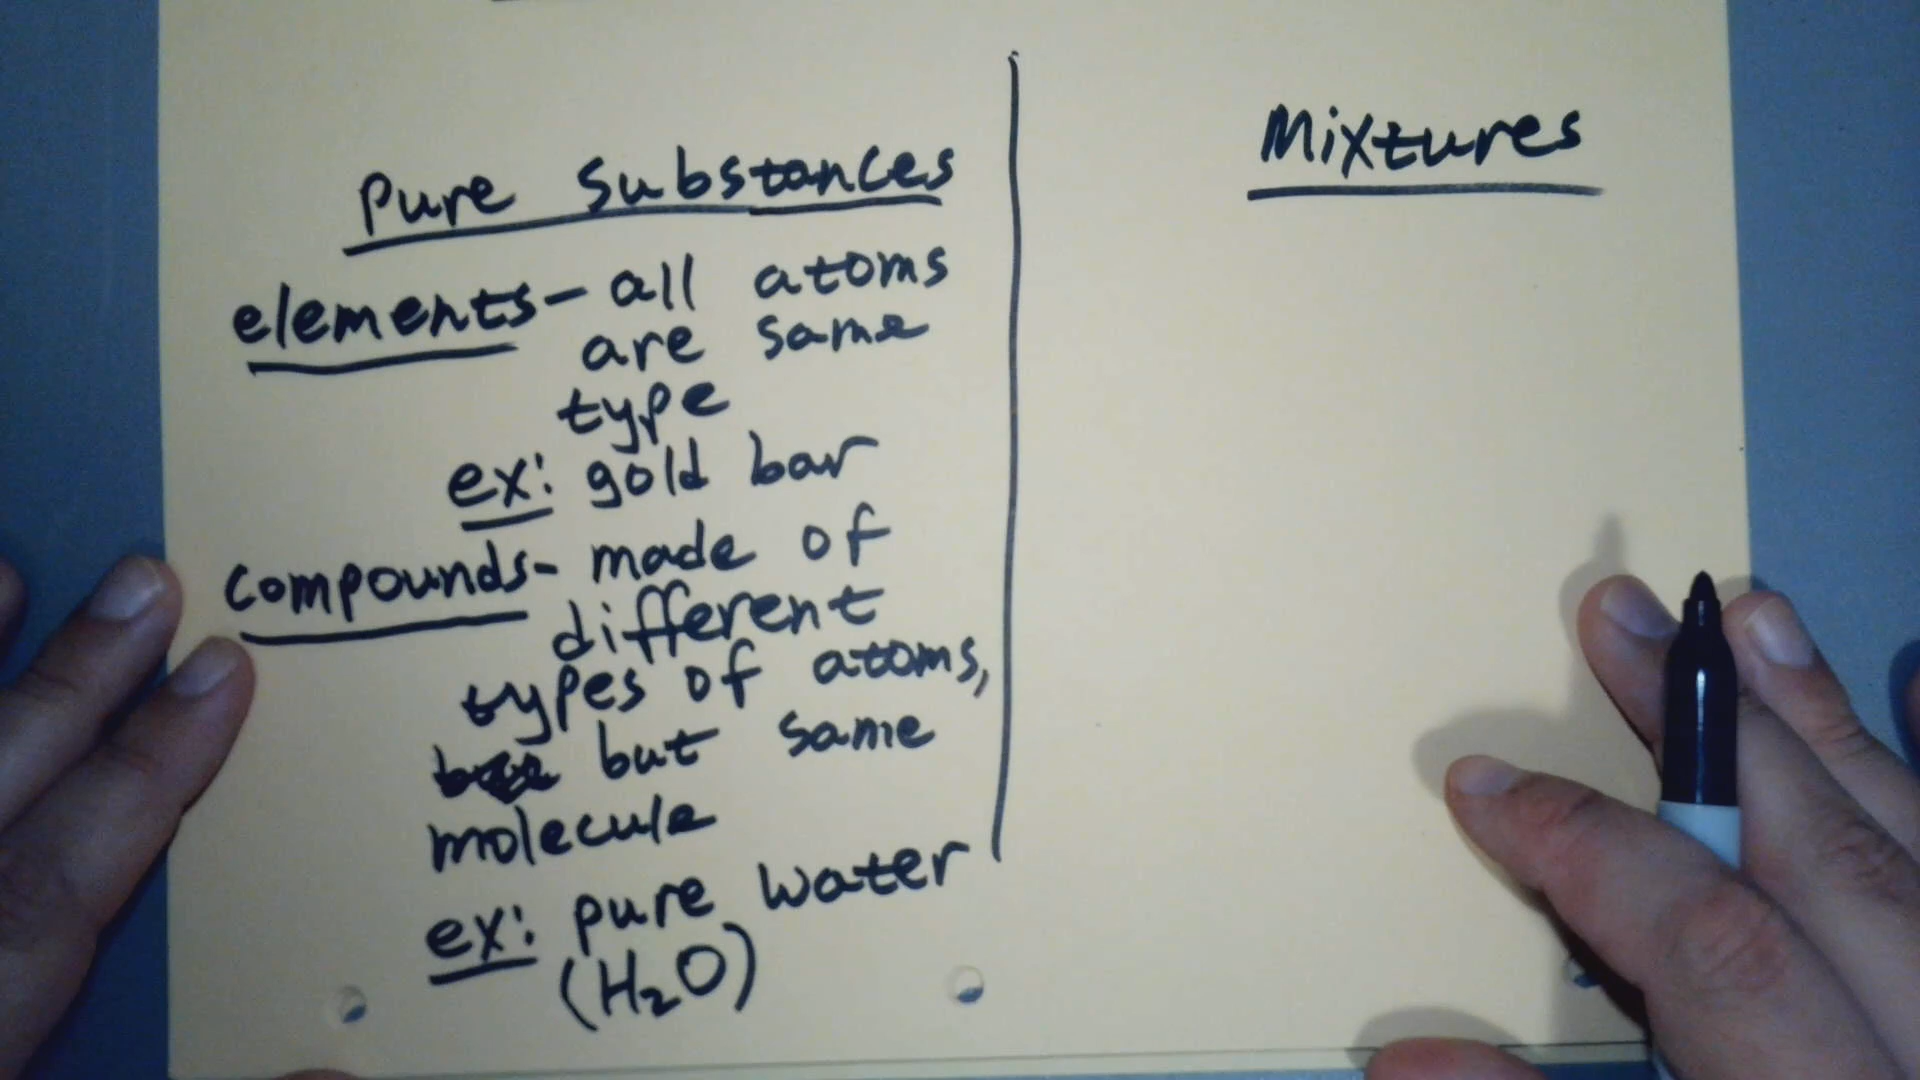 Pure Substances
elements - all atoms
are same
type
ex: gold bar
compounds - made of
different
types of atoms,
but same
molecule
ex: pure water
(H₂O)
Mixtures